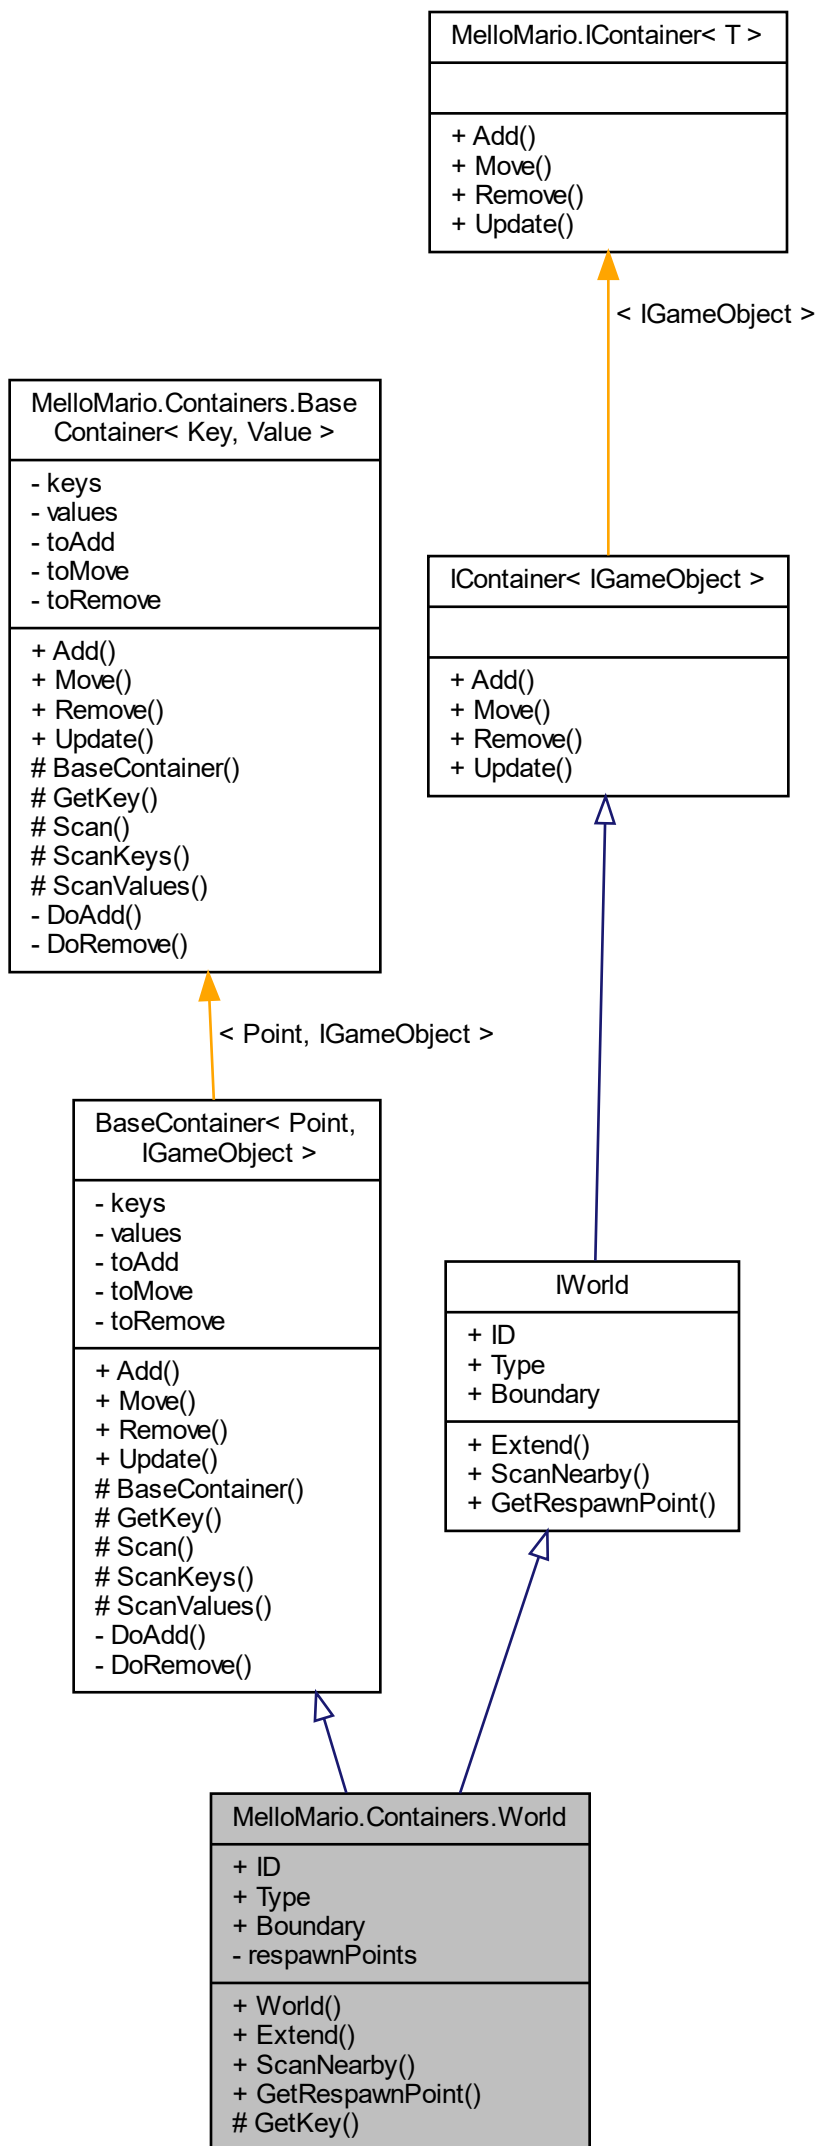 MelloMario.IContainer< T >
+ Add()
+ Move()
+ Remove()
+ Update()
< IGameObject >
MelloMario.Containers.Base
Container< Key, Value >
- keys
- values
- toAdd
- toMove
- toRemove
+ Add()
+ Move()
+ Remove()
+ Update()
# BaseContainer()
# GetKey()
# Scan()
# ScanKeys()
# ScanValues()
- DoAdd()
- DoRemove()
IContainer< IGameObject >
+ Add()
+ Move()
+ Remove()
+ Update()
< Point, IGameObject >
BaseContainer< Point,
IGameObject >
- keys
- values
- toAdd
- toMove
- toRemove
+ Add()
+ Move()
+ Remove()
+ Update()
# BaseContainer()
# GetKey()
# Scan()
# ScanKeys()
# ScanValues()
- DoAdd()
- DoRemove()
IWorld
+ ID
+ Type
+ Boundary
+ Extend()
+ ScanNearby()
+ GetRespawnPoint()
MelloMario.Containers.World
+ ID
+ Type
+ Boundary
- respawnPoints
+ World()
+ Extend()
+ ScanNearby()
+ GetRespawnPoint()
# GetKey()